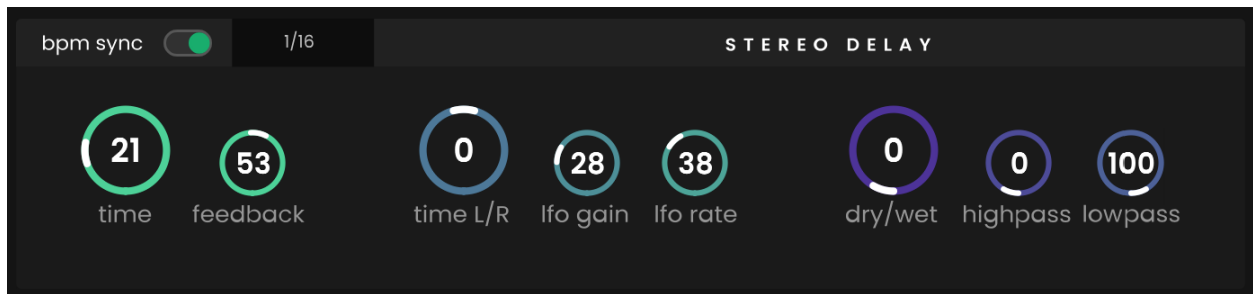 bpm sync 1/16 STEREO DELAY
21 53 0 28 38 0 0 100
time feedback time L/R lfo gain lfo rate dry/wet highpass lowpass